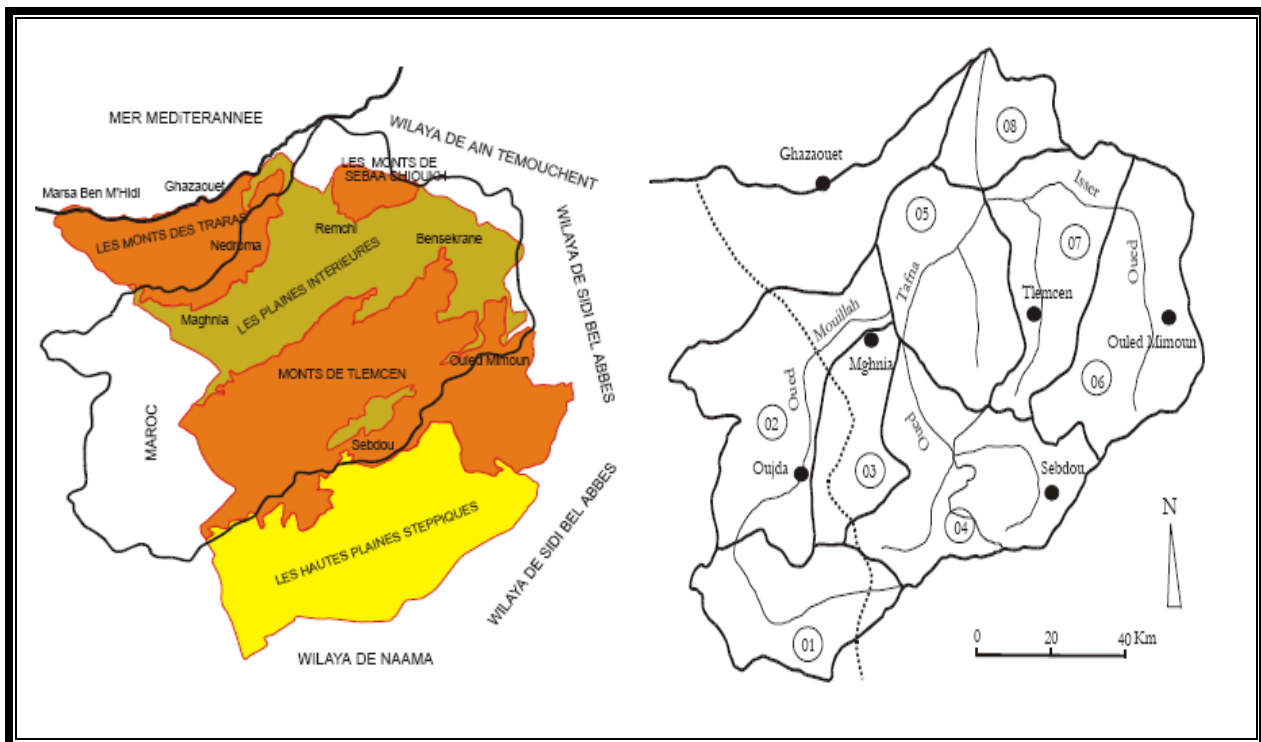 MER MEDiTERANNEE
WILAYA DE AIN TEMOUCHENT
LES MONTS DE
SEBAA CHIOUKH
Ghazaouet
Marsa Ben M'Hidi
LES MONTS DES TRARAS
Nedroma
Remchi
Bensekrane
WILAYA DE SIDI BEL ABBES
LES PLAINES INTERIEURES
Maghnia
Ouled Mimoun
MONTS DE TLEMCEN
MAROC
Sebdou
LES HAUTES PLAINES STEPPIQUES
WILAYA DE SIDI BEL ABBES
WILAYA DE NAAMA
08
Ghazaouet
Isser
05
07
Oued
Tafna
Tlemcen
Mouillah
Ouled Mimoun
Mghnia
06
Oued
02
Oued
Oujda
03
Sebdou
04
N
01
0 20 40 Km